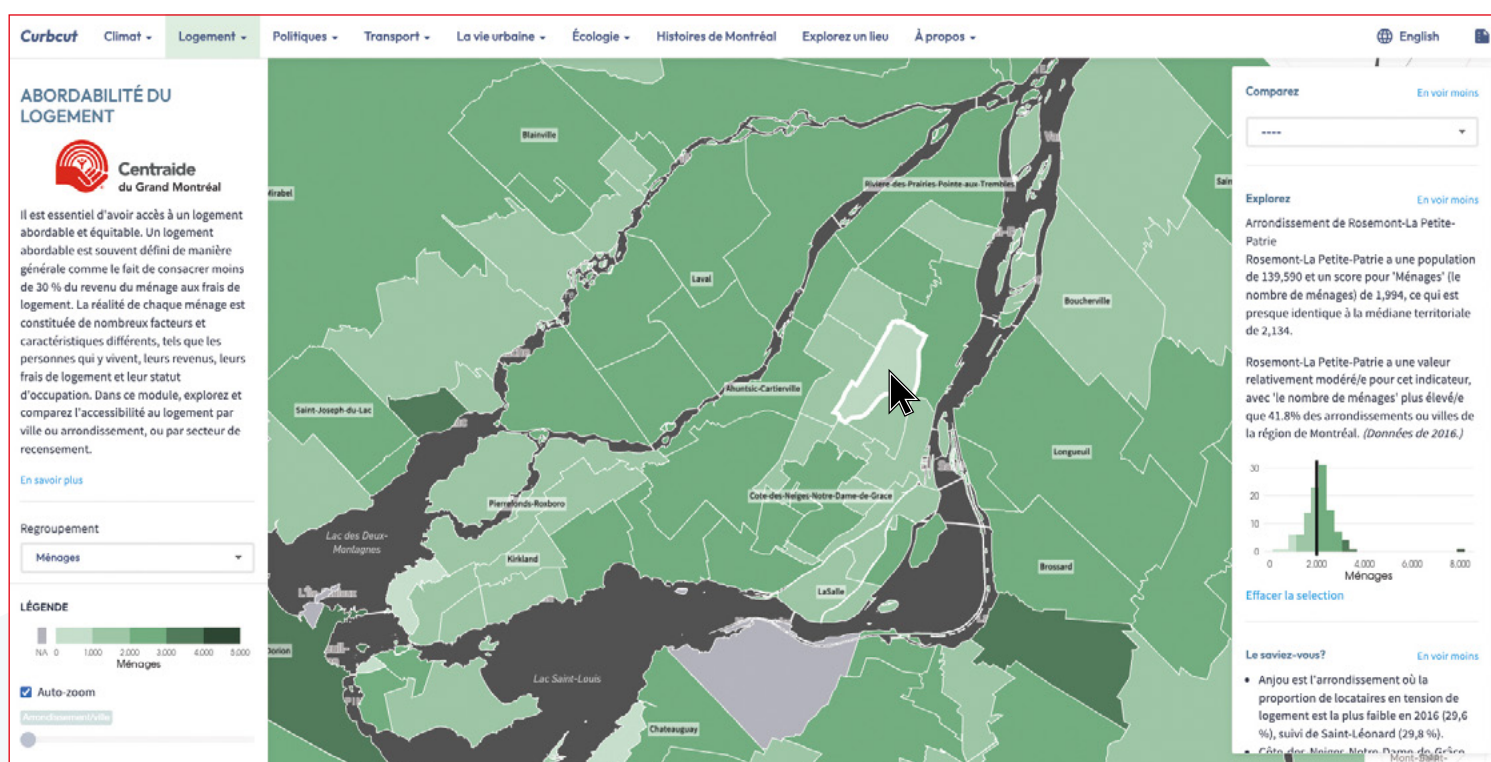 Curbcut
Climat
Logement
Politiques
Transport
La vie urbaine
Écologie
Histoires de Montréal
Explorez un lieu
À propos
English
ABORDABILITÉ DU
LOGEMENT
Centraide
du Grand Montréal
Il est essentiel d'avoir accès à un logement
abordable et équitable. Un logement
abordable est souvent défini de manière
générale comme le fait de consacrer moins
de 30 % du revenu du ménage aux frais de
logement. La réalité de chaque ménage est
constituée de nombreux facteurs et
caractéristiques différents, tels que les
personnes qui y vivent, leurs revenus, leurs
frais de logement et leur statut
d'occupation. Dans ce module, explorez et
comparez l'accessibilité au logement par
ville ou arrondissement, ou par secteur de
recensement.
En savoir plus
Regroupement
Ménages
LÉGENDE
NA 0 1,000 2,000 3,000 4,000 5,000
Ménages
Auto-zoom
Arrondissement/ville
Blainville
Mirabel
Rivière-des-Prairies-Pointe-aux-Trembles
Laval
Boucherville
Ahuntsic-Cartierville
Saint-Joseph-du-Lac
Longueuil
Cote-des-Neiges-Notre-Dame-de-Grace
Pierrefonds-Roxboro
Lac des Deux-
Montagnes
Kirkland
Brossard
LaSalle
Dorion
Lac Saint-Louis
Chateauguay
Comparez
En voir moins
----
Explorez
En voir moins
Arrondissement de Rosemont-La Petite-
Patrie
Rosemont-La Petite-Patrie a une population
de 139,590 et un score pour 'Ménages' (le
nombre de ménages) de 1,994, ce qui est
presque identique à la médiane territoriale
de 2,134.
Rosemont-La Petite-Patrie a une valeur
relativement modéré/e pour cet indicateur,
avec 'le nombre de ménages' plus élevé/e
que 41.8% des arrondissements ou villes de
la région de Montréal. (Données de 2016.)
30
20
10
0
0 2,000 4,000 6,000 8,000
Ménages
Effacer la selection
Le saviez-vous?
En voir moins
• Anjou est l'arrondissement où la
proportion de locataires en tension de
logement est la plus faible en 2016 (29,6
%), suivi de Saint-Léonard (29,8 %).
• Côte-des-Neiges-Notre-Dame-de-Grâce